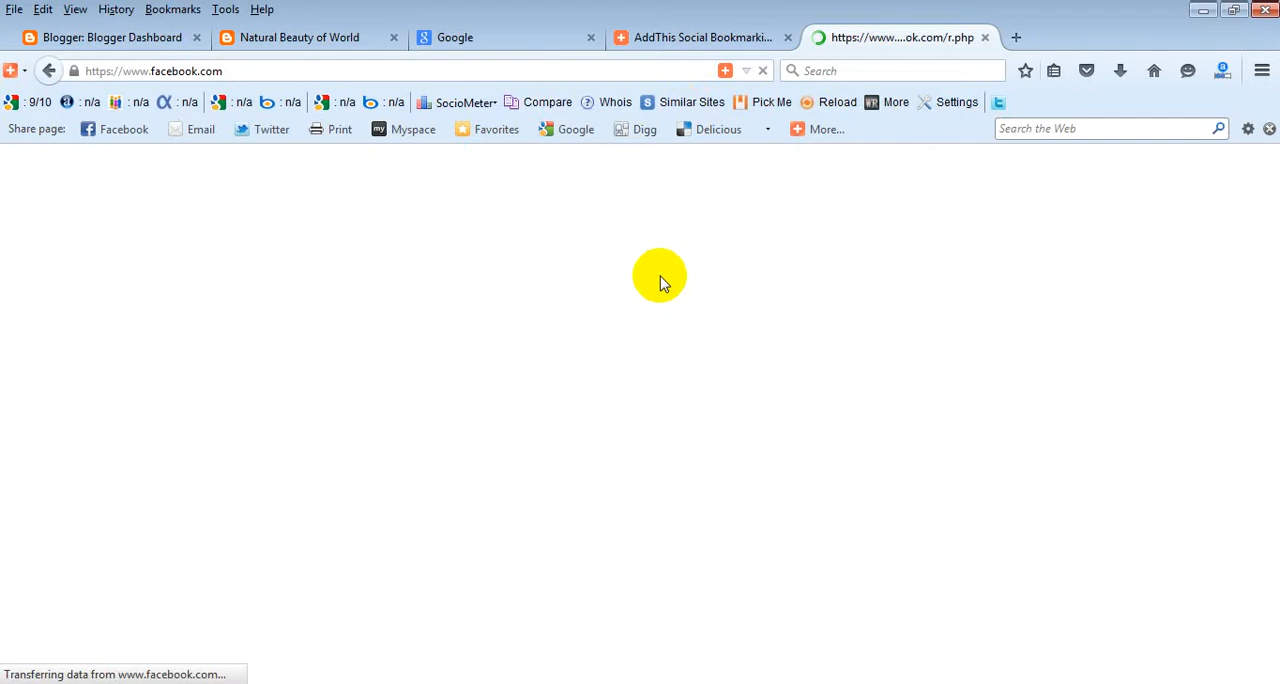 File Edit View History Bookmarks Tools Help
Blogger: Blogger Dashboard × Natural Beauty of World × Google × AddThis Social Bookmarki... × https://www....ok.com/r.php ×
https://www.facebook.com Search
: 9/10 : n/a : n/a : n/a : n/a : n/a : n/a : n/a SocioMeter Compare Whois Similar Sites Pick Me Reload More Settings
Share page: Facebook Email Twitter Print Myspace Favorites Google Digg Delicious More... Search the Web
Transferring data from www.facebook.com...